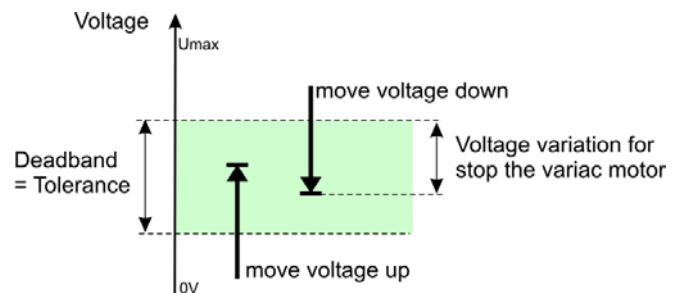 Voltage
Umax
move voltage down
Deadband
= Tolerance
Voltage variation for
stop the variac motor
move voltage up
0V